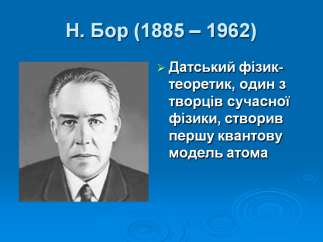 Н. Бор (1885 – 1962)
Датський фізик-
теоретик, один з
творців сучасної
фізики, створив
першу квантову
модель атома